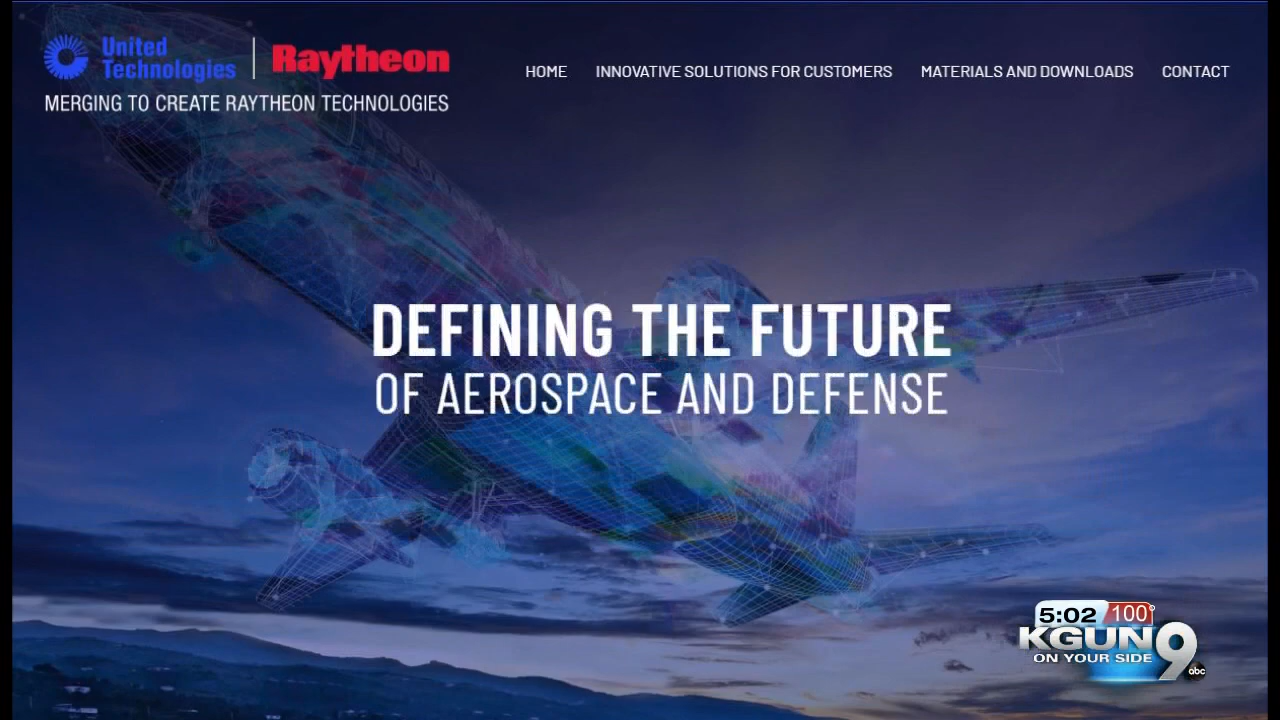 United
Technologies
Raytheon
MERGING TO CREATE RAYTHEON TECHNOLOGIES
HOME
INNOVATIVE SOLUTIONS FOR CUSTOMERS
MATERIALS AND DOWNLOADS
CONTACT
DEFINING THE FUTURE
OF AEROSPACE AND DEFENSE
5:02 100°
KGUN 9
ON YOUR SIDE
abc